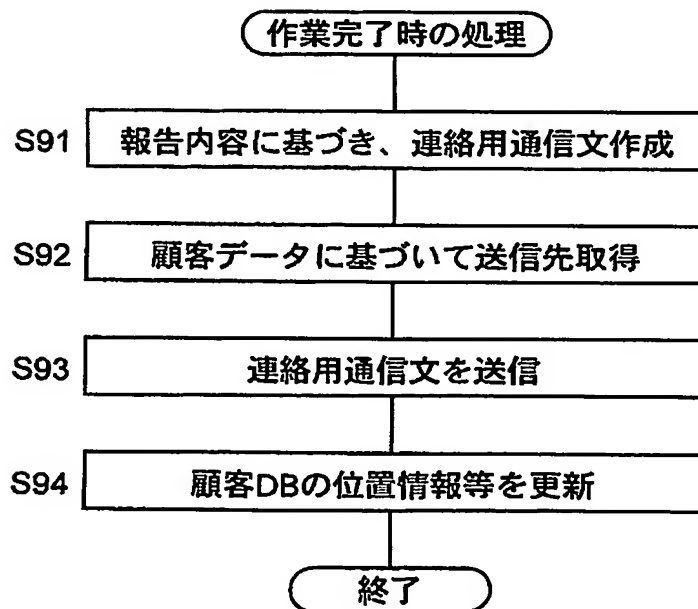 作業完了時の処理
S91 報告内容に基づき、連絡用通信文作成
S92 顧客データに基づいて送信先取得
S93 連絡用通信文を送信
S94 顧客DBの位置情報等を更新
終了